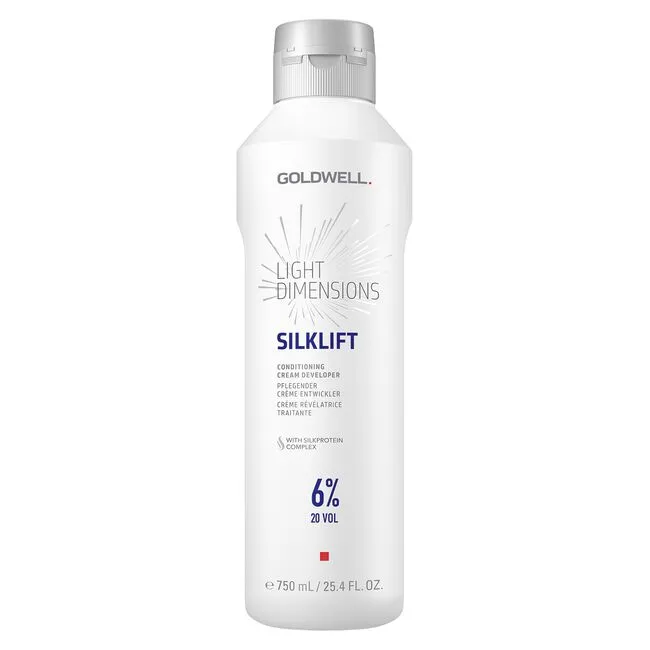 GOLDWELL.
LIGHT
DIMENSIONS
SILKLIFT
CONDITIONING
CREAM DEVELOPER
PFLEGENDER
CRÈME ENTWICKLER
CRÈME RÉVÉLATRICE
TRAITANTE
WITH SILKPROTEIN
COMPLEX
6%
20 VOL
℮ 750 mL / 25.4 FL. OZ.